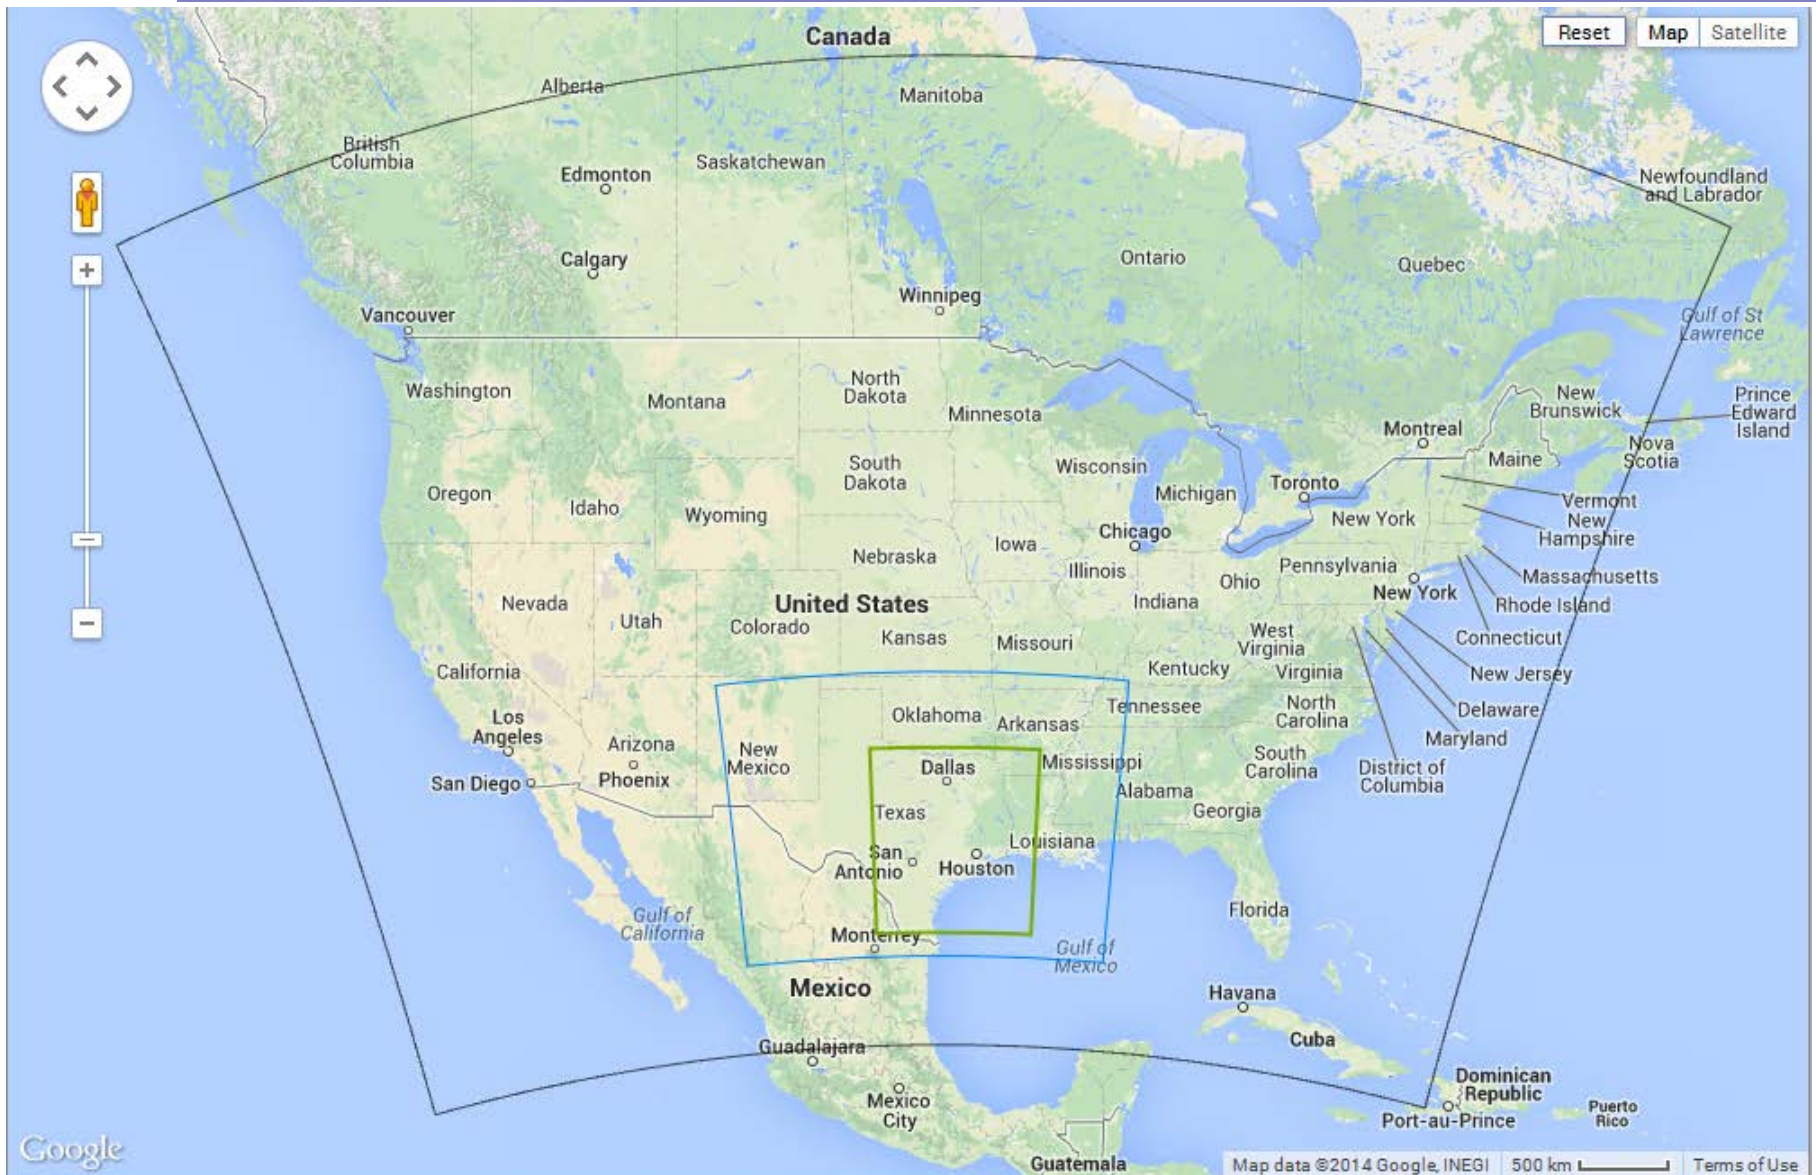 Canada
Reset
Map
Satellite
Alberta
Manitoba
British
Columbia
Saskatchewan
Edmonton
Newfoundland
and Labrador
Calgary
Ontario
Quebec
Winnipeg
Vancouver
Gulf of St
Lawrence
Washington
Montana
North
Dakota
Minnesota
New
Brunswick
Prince
Edward
Island
Montreal
Nova
Scotia
Maine
Wisconsin
South
Dakota
Michigan
Toronto
Oregon
Idaho
Wyoming
Vermont
New York
New
Hampshire
Chicago
Iowa
Nebraska
Illinois
Ohio
Pennsylvania
Massachusetts
New York
Rhode Island
Nevada
United States
Indiana
Utah
Colorado
Kansas
Missouri
West
Virginia
Connecticut
California
Kentucky
Virginia
New Jersey
Tennessee
North
Carolina
Delaware
Los
Angeles
Oklahoma
Arkansas
Maryland
Arizona
New
Mexico
Dallas
Mississippi
South
Carolina
District of
Columbia
San Diego
Phoenix
Alabama
Georgia
Texas
Louisiana
San
Antonio
Houston
Gulf of
California
Florida
Monterrey
Gulf of
Mexico
Mexico
Havana
Cuba
Guadalajara
Dominican
Republic
Mexico
City
Port-au-Prince
Puerto
Rico
Google
Guatemala
Map data ©2014 Google, INEGI
500 km
Terms of Use